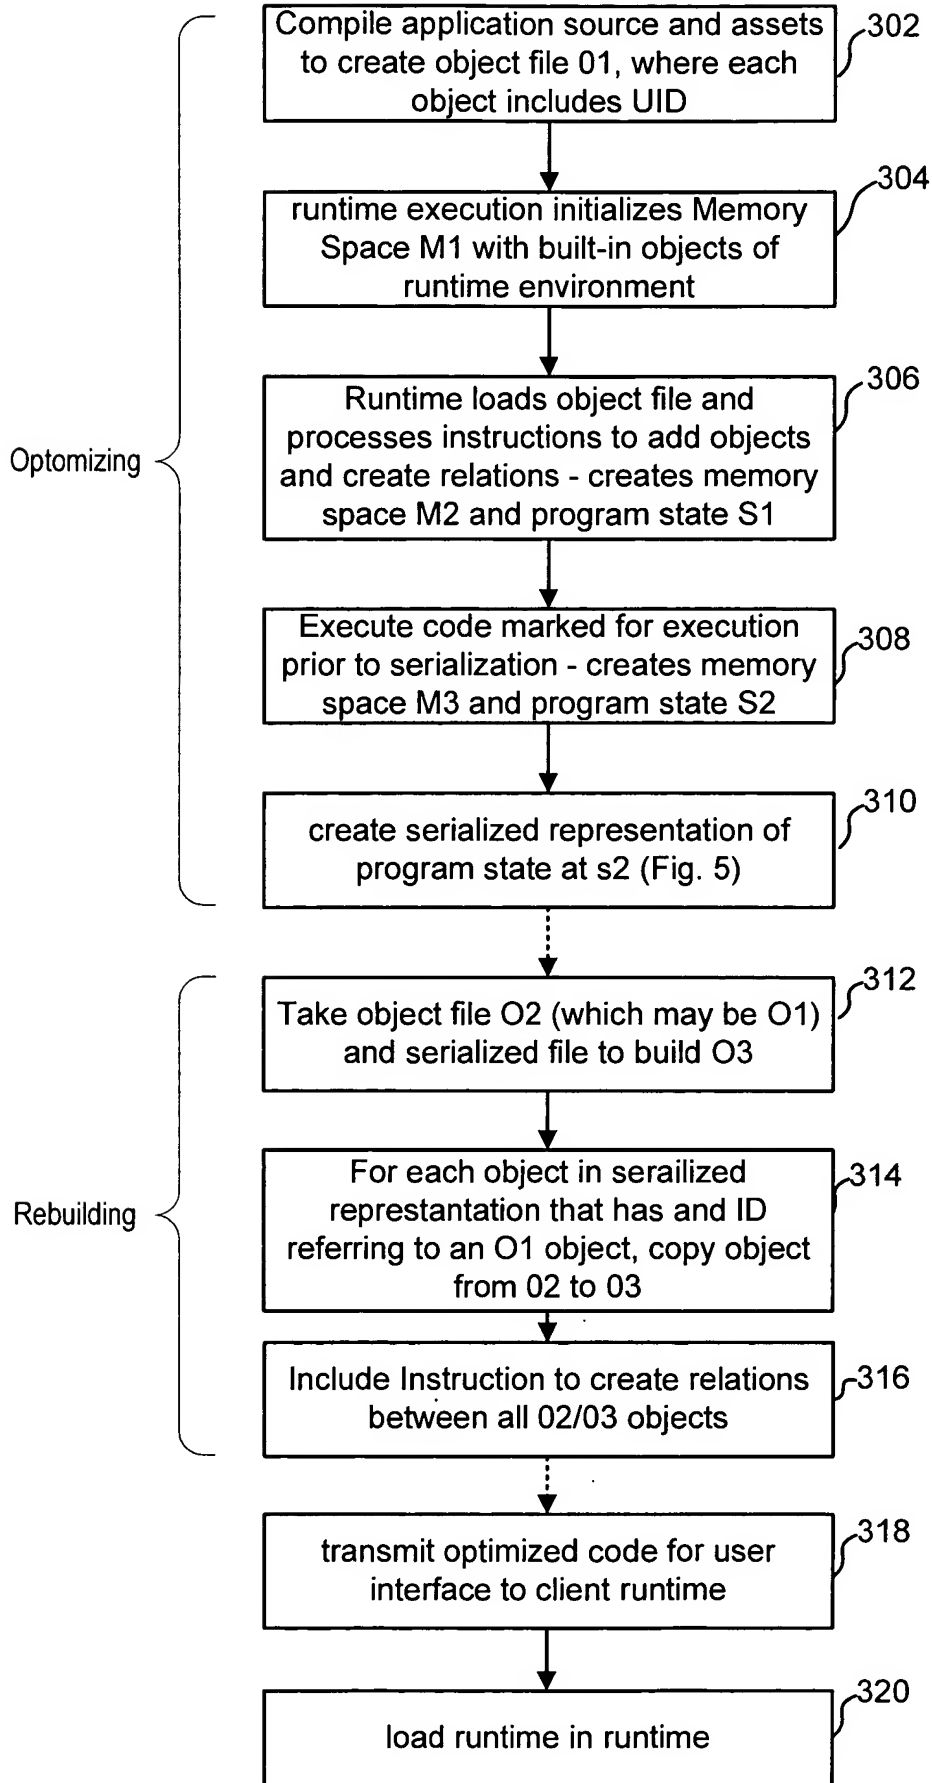 Compile application source and assets
to create object file 01, where each
object includes UID
302
runtime execution initializes Memory
Space M1 with built-in objects of
runtime environment
304
Runtime loads object file and
processes instructions to add objects
and create relations - creates memory
space M2 and program state S1
306
Optomizing
Execute code marked for execution
prior to serialization - creates memory
space M3 and program state S2
308
create serialized representation of
program state at s2 (Fig. 5)
310
Take object file O2 (which may be O1)
and serialized file to build O3
312
For each object in serailized
represtantation that has and ID
referring to an O1 object, copy object
from 02 to 03
314
Rebuilding
Include Instruction to create relations
between all 02/03 objects
316
transmit optimized code for user
interface to client runtime
318
load runtime in runtime
320